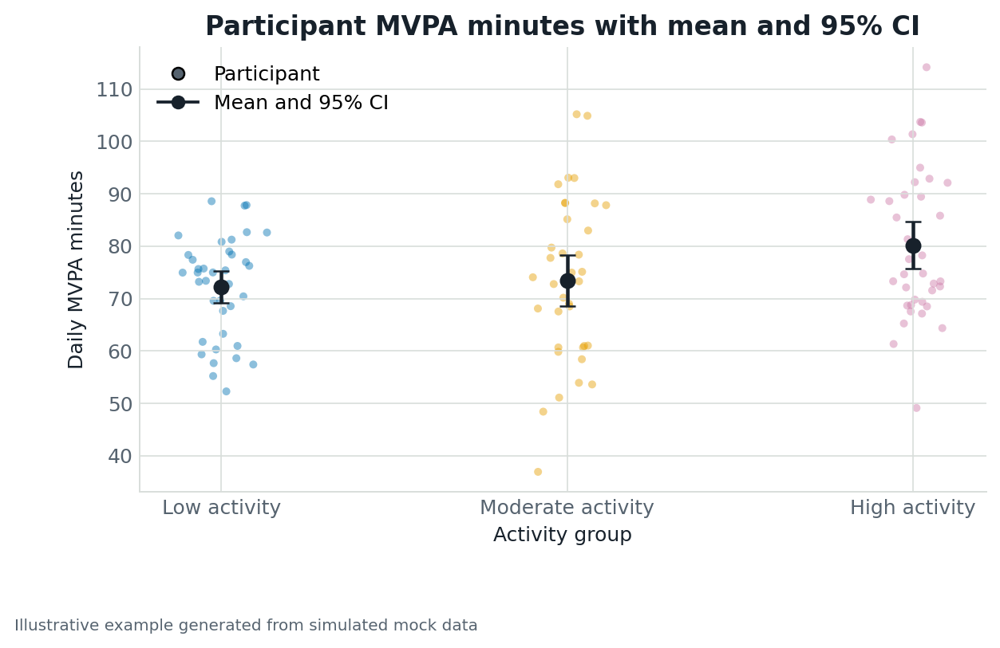 Participant MVPA minutes with mean and 95% CI
Participant
Mean and 95% CI
Daily MVPA minutes
110
100
90
80
70
60
50
40
Low activity
Moderate activity
High activity
Activity group
Illustrative example generated from simulated mock data